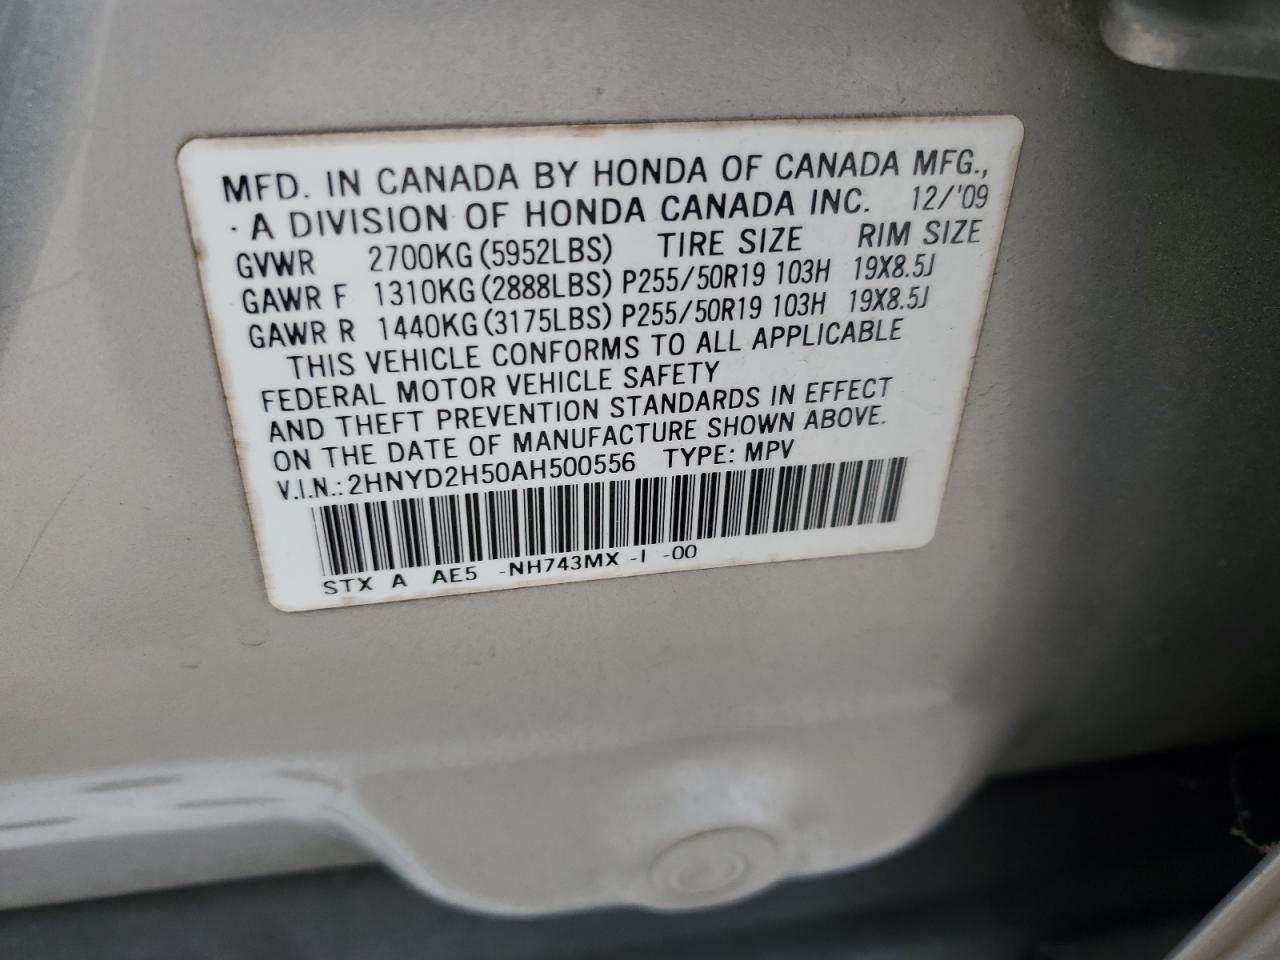 MFD. IN CANADA BY HONDA OF CANADA MFG.,
· A DIVISION OF HONDA CANADA INC. 12/'09
GVWR 2700KG (5952LBS) TIRE SIZE RIM SIZE
GAWR F 1310KG (2888LBS) P255/50R19 103H 19X8.5J
GAWR R 1440KG (3175LBS) P255/50R19 103H 19X8.5J
THIS VEHICLE CONFORMS TO ALL APPLICABLE
FEDERAL MOTOR VEHICLE SAFETY
AND THEFT PREVENTION STANDARDS IN EFFECT
ON THE DATE OF MANUFACTURE SHOWN ABOVE.
V.I.N.: 2HNYD2H50AH500556 TYPE: MPV
STX A AE5 -NH743MX -I -00